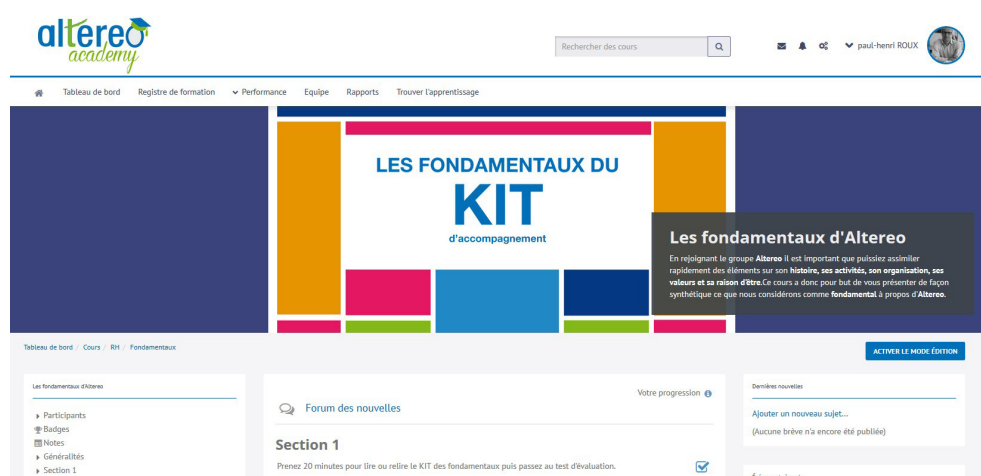 altereo
academy
Rechercher des cours
paul-henri ROUX
Tableau de bord Registre de formation Performance Equipe Rapports Trouver l'apprentissage
LES FONDAMENTAUX DU
KIT
d'accompagnement
Les fondamentaux d'Altereo
En rejoignant le groupe Altereo il est important que puissiez assimiler
rapidement des éléments sur son histoire, ses activités, son organisation, ses
valeurs et sa raison d'être.Ce cours a donc pour but de vous présenter de façon
synthétique ce que nous considérons comme fondamental à propos d'Altereo.
Tableau de bord / Cours / RH / Fondamentaux
ACTIVER LE MODE ÉDITION
Les fondamentaux d'Altereo
Participants
Badges
Notes
Généralités
Section 1
Votre progression
Forum des nouvelles
Section 1
Prenez 20 minutes pour lire ou relire le KIT des fondamentaux puis passez au test d'évaluation.
Dernières nouvelles
Ajouter un nouveau sujet...
(Aucune brève n'a encore été publiée)